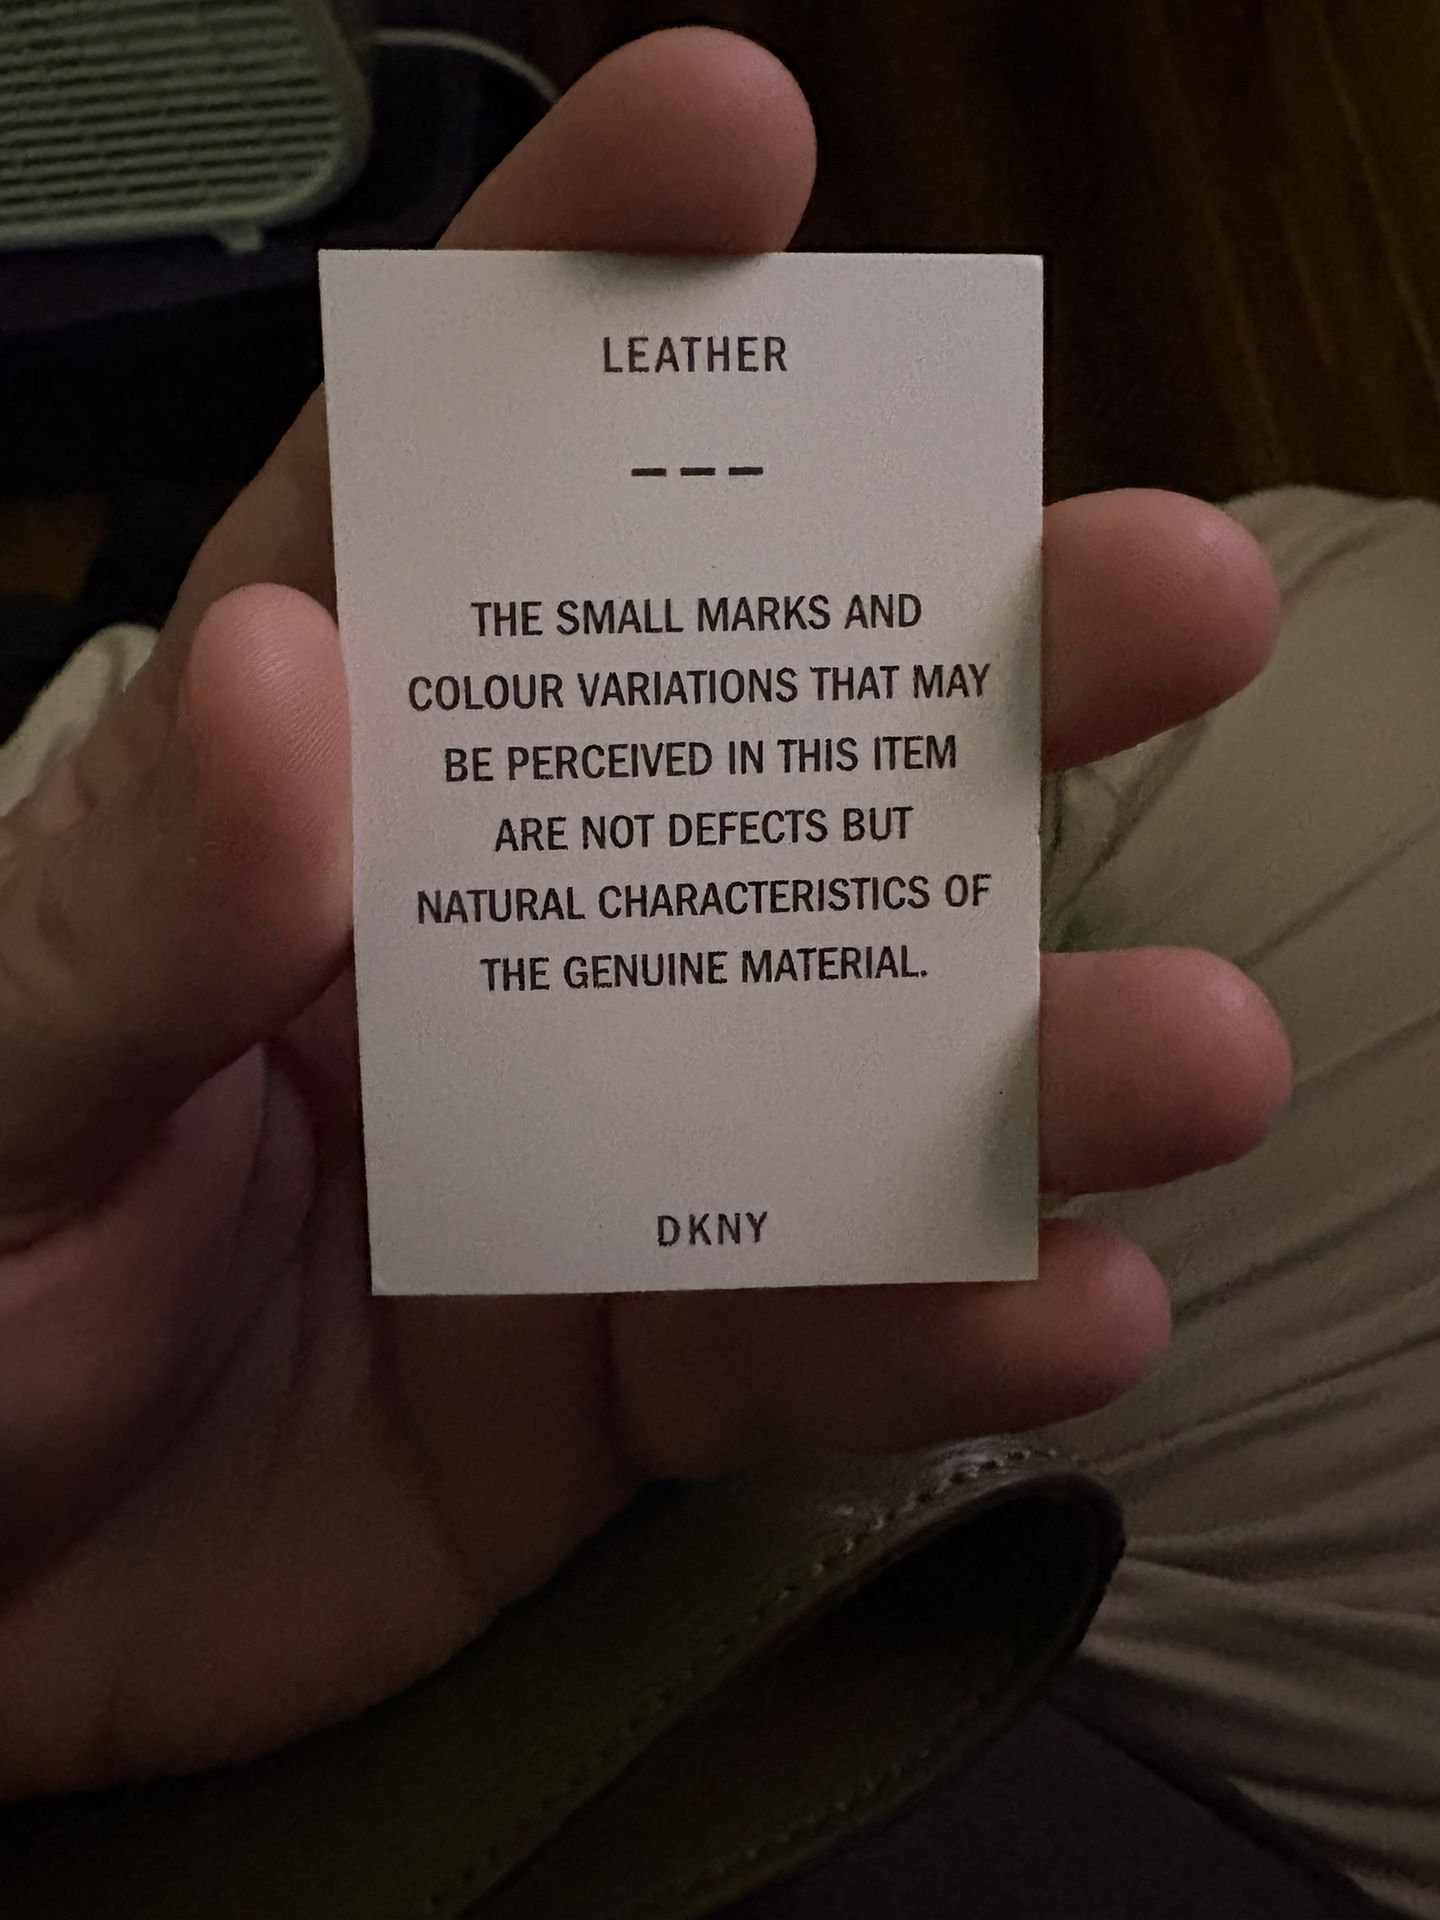 LEATHER
---
THE SMALL MARKS AND
COLOUR VARIATIONS THAT MAY
BE PERCEIVED IN THIS ITEM
ARE NOT DEFECTS BUT
NATURAL CHARACTERISTICS OF
THE GENUINE MATERIAL.
DKNY